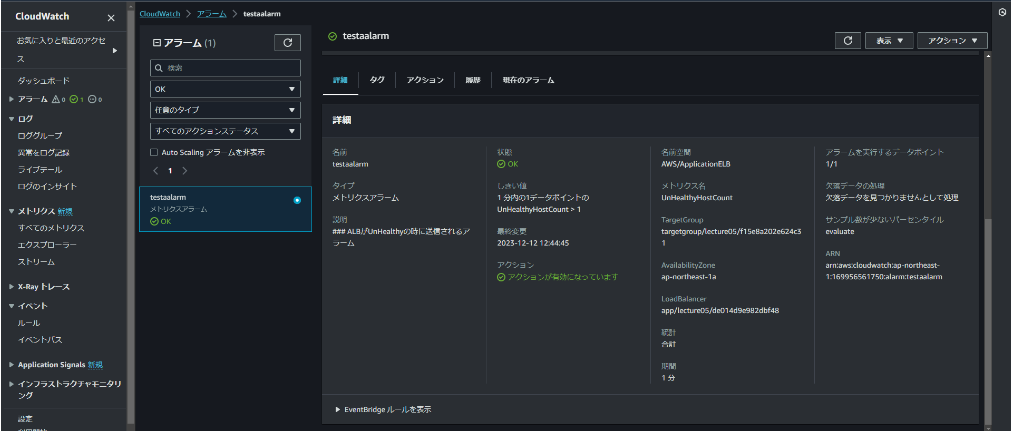 CloudWatch
お気に入りと最近のアクセ
ス
ダッシュボード
アラーム 0 1 0
ログ
ロググループ
異常をログ記録
ライブテール
ログのインサイト
メトリクス 新規
すべてのメトリクス
エクスプローラー
ストリーム
X-Ray トレース
イベント
ルール
イベントバス
Application Signals 新規
インフラストラクチャモニタリ
ング
設定
CloudWatch > アラーム > testaalarm
アラーム (1)
検索
OK
任意のタイプ
すべてのアクションステータス
Auto Scaling アラームを非表示
1
testaalarm
メトリクスアラーム
OK
testaalarm
表示
アクション
詳細
タグ
アクション
履歴
現在のアラーム
詳細
名前
testaalarm
タイプ
メトリクスアラーム
説明
### ALBがUnHealthyの時に送信されるア
ラーム
状態
OK
しきい値
1 分内の1データポイントの
UnHealthyHostCount > 1
最終変更
2023-12-12 12:44:45
アクション
アクションが有効になっています
名前空間
AWS/ApplicationELB
メトリクス名
UnHealthyHostCount
TargetGroup
targetgroup/lecture05/f15e8a202e624c3
1
AvailabilityZone
ap-northeast-1a
LoadBalancer
app/lecture05/de014d9e982dbf48
統計
合計
期間
1 分
アラームを実行するデータポイント
1/1
欠落データの処理
欠落データを見つかりませんとして処理
サンプル数が少ないパーセンタイル
evaluate
ARN
arn:aws:cloudwatch:ap-northeast-
1:169956561750:alarm:testaalarm
EventBridge ルールを表示